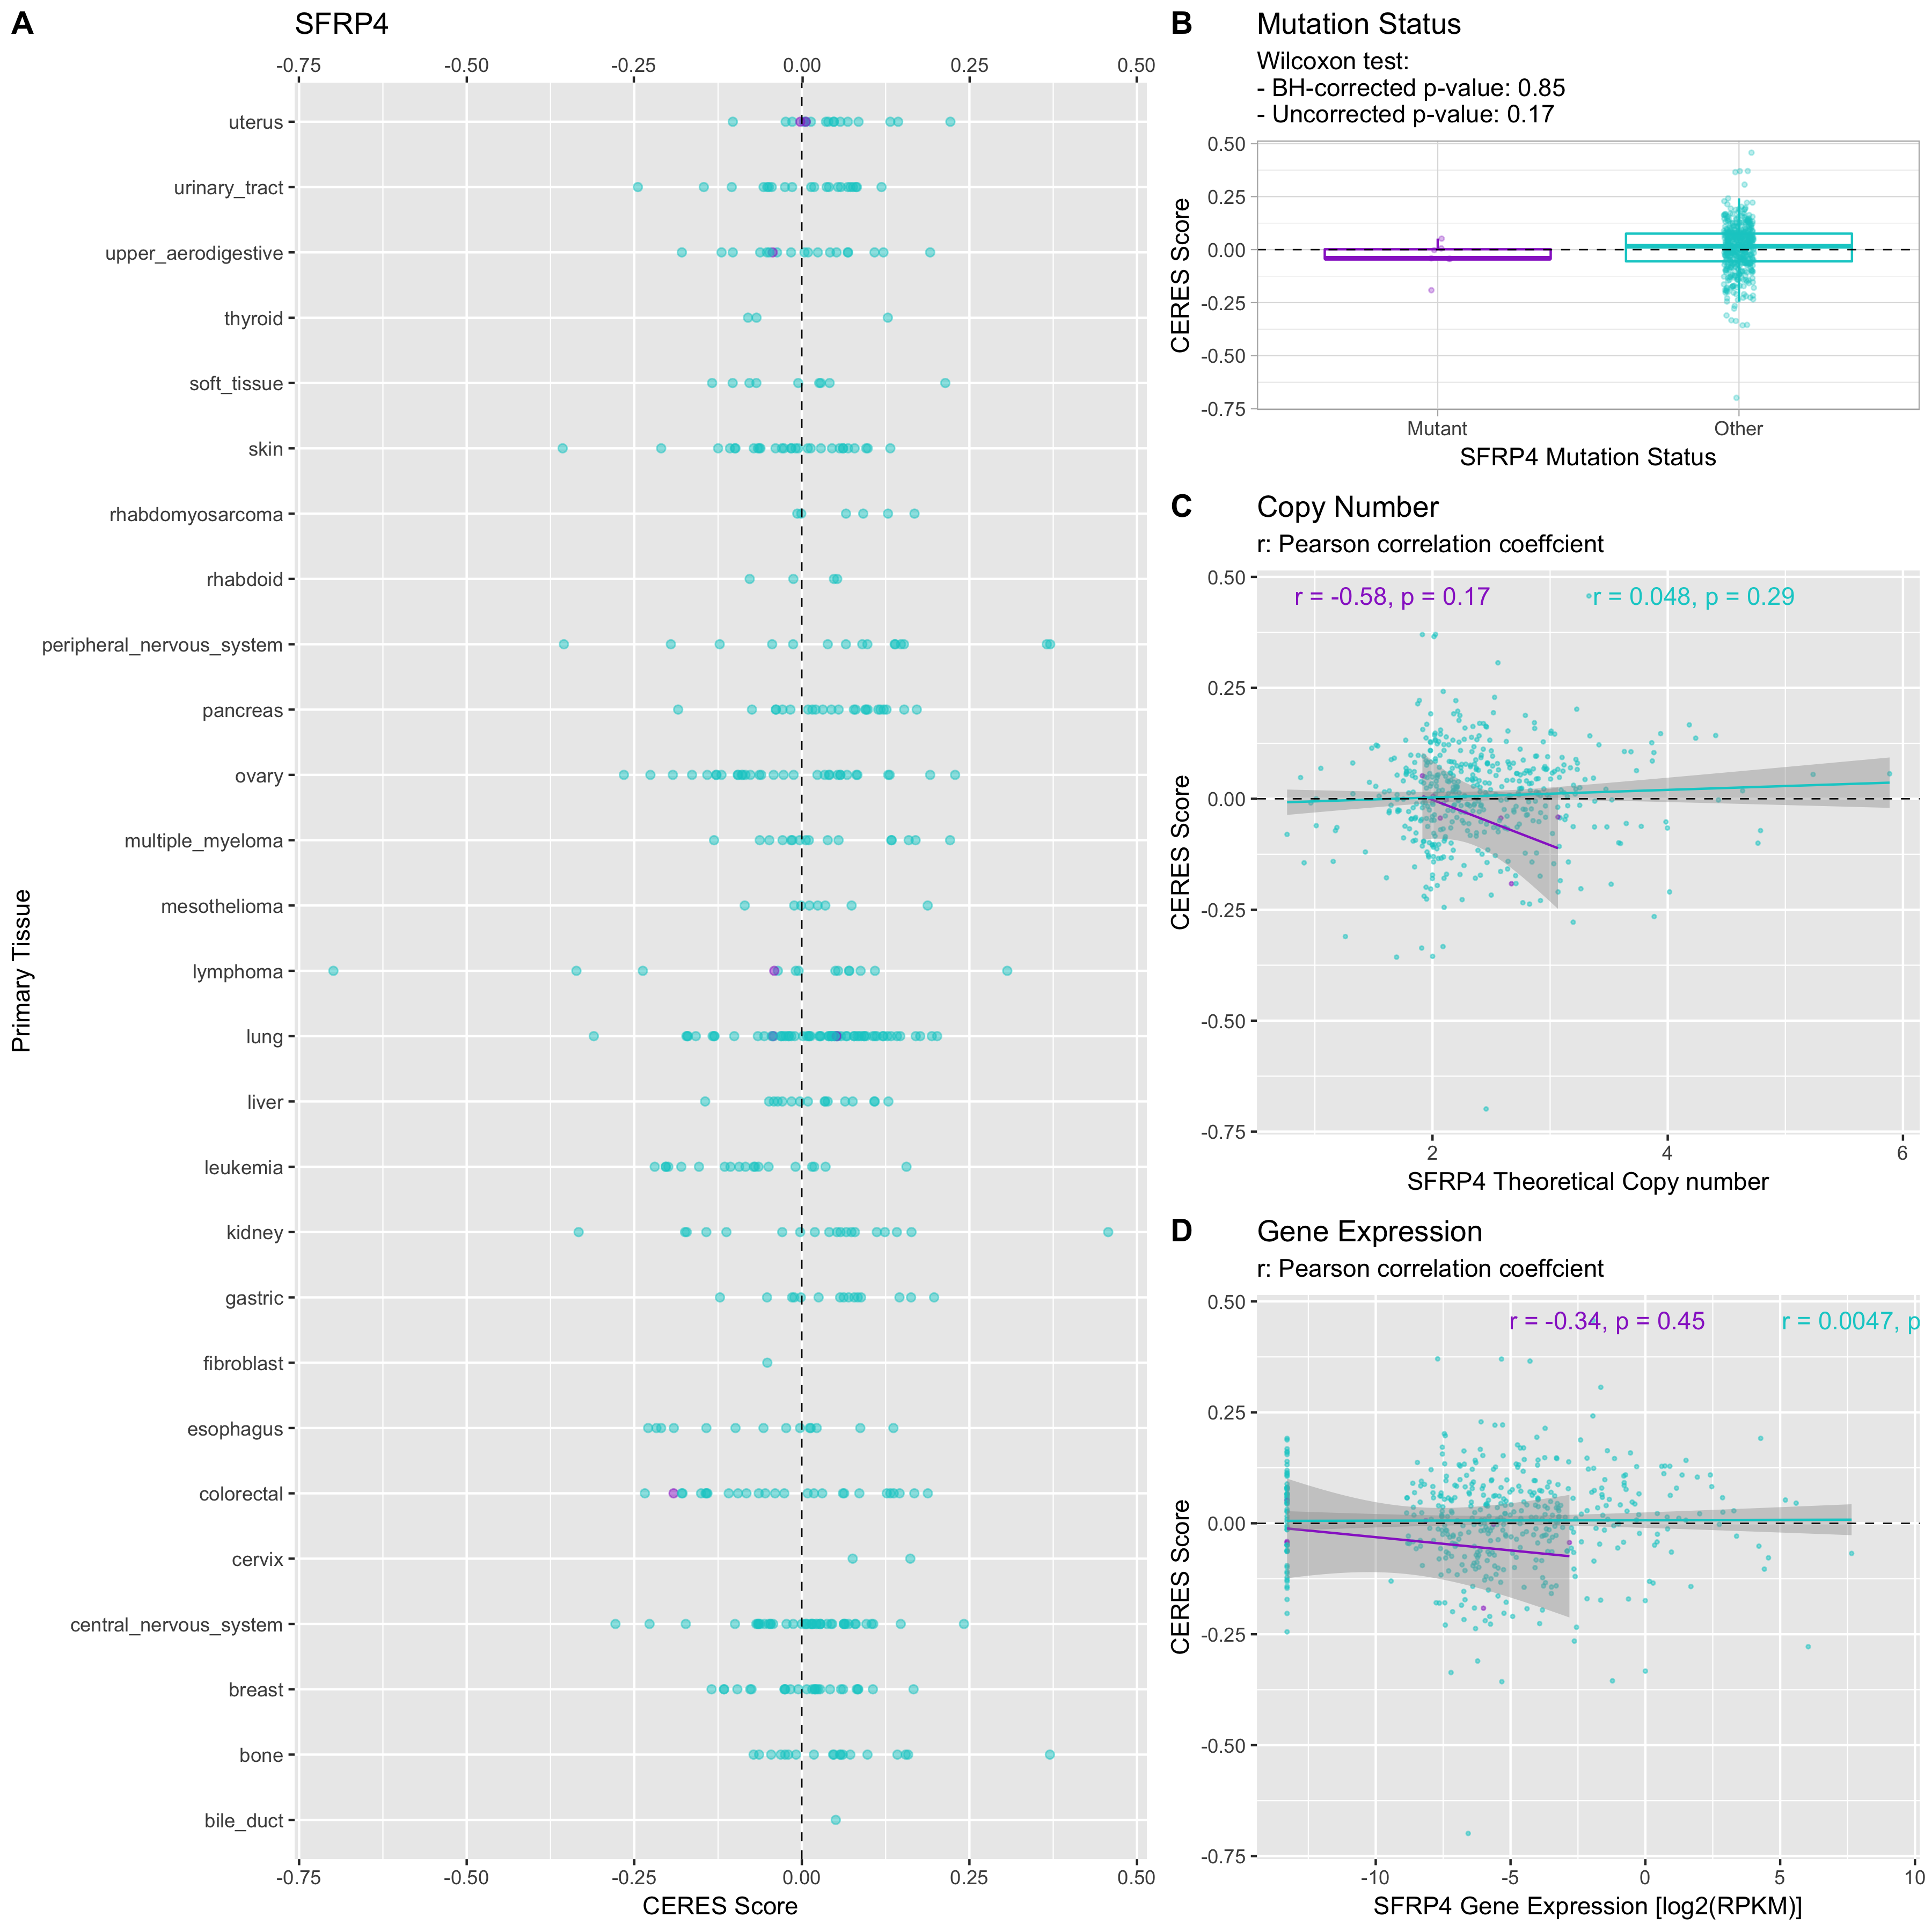 A
SFRP4
-0.75 -0.50 -0.25 0.00 0.25 0.50
uterus
urinary_tract
upper_aerodigestive
thyroid
soft_tissue
skin
rhabdomyosarcoma
rhabdoid
peripheral_nervous_system
pancreas
ovary
multiple_myeloma
mesothelioma
lymphoma
lung
liver
leukemia
kidney
gastric
fibroblast
esophagus
colorectal
cervix
central_nervous_system
breast
bone
bile_duct
Primary Tissue
-0.75 -0.50 -0.25 0.00 0.25 0.50
CERES Score
B
Mutation Status
Wilcoxon test:
- BH-corrected p-value: 0.85
- Uncorrected p-value: 0.17
0.50
0.25
0.00
-0.25
-0.50
-0.75
CERES Score
Mutant Other
SFRP4 Mutation Status
C
Copy Number
r: Pearson correlation coeffcient
r = -0.58, p = 0.17 r = 0.048, p = 0.29
0.50
0.25
0.00
-0.25
-0.50
-0.75
CERES Score
2 4 6
SFRP4 Theoretical Copy number
D
Gene Expression
r: Pearson correlation coeffcient
r = -0.34, p = 0.45 r = 0.0047, p
0.50
0.25
0.00
-0.25
-0.50
-0.75
CERES Score
-10 -5 0 5 10
SFRP4 Gene Expression [log2(RPKM)]